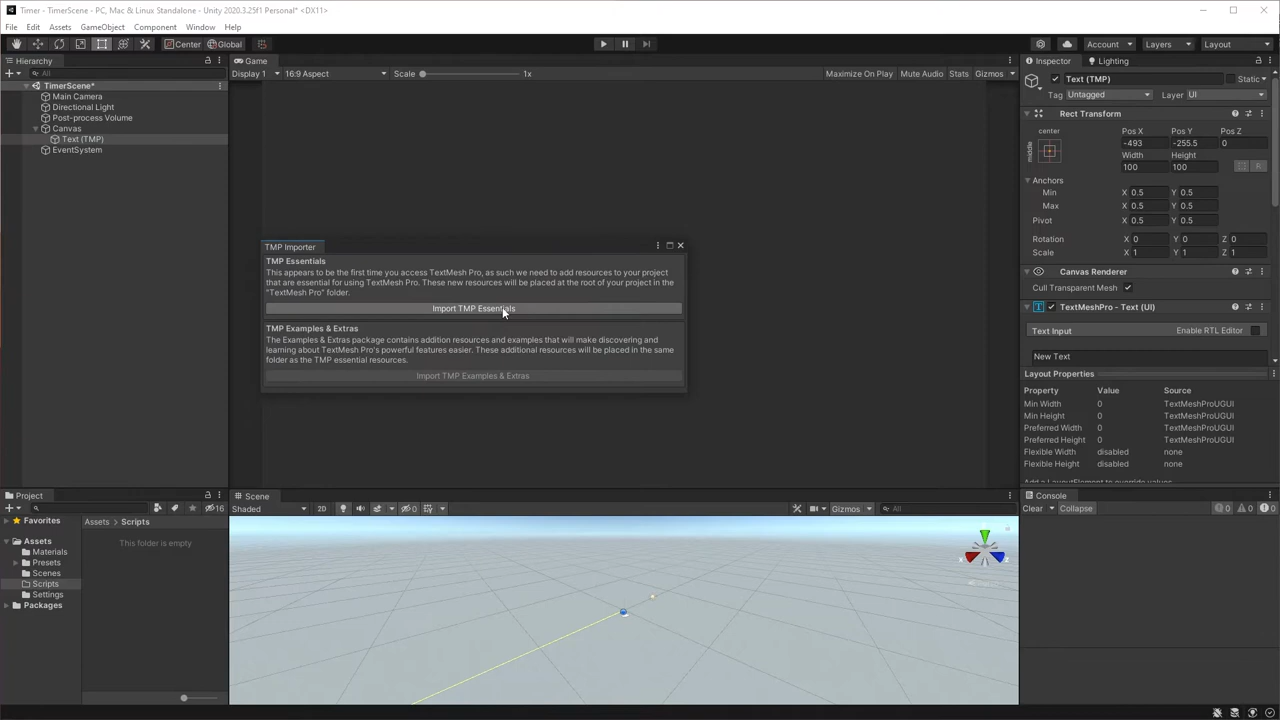 Timer - TimerScene - PC, Mac & Linux Standalone - Unity 2020.3.25f1 Personal* <DX11>
File Edit Assets GameObject Component Window Help
Center Global
Account Layers Layout
Hierarchy
All
TimerScene*
Main Camera
Directional Light
Post-process Volume
Canvas
Text (TMP)
EventSystem
Game
Display 1 16:9 Aspect Scale 1x Maximize On Play Mute Audio Stats Gizmos
TMP Importer
TMP Essentials
This appears to be the first time you access TextMesh Pro, as such we need to add resources to your project
that are essential for using TextMesh Pro. These new resources will be placed at the root of your project in the
"TextMesh Pro" folder.
Import TMP Essentials
TMP Examples & Extras
The Examples & Extras package contains addition resources and examples that will make discovering and
learning about TextMesh Pro's powerful features easier. These additional resources will be placed in the same
folder as the TMP essential resources.
Import TMP Examples & Extras
Inspector Lighting
Text (TMP) Static
Tag Untagged Layer UI
Rect Transform
center
middle
Pos X Pos Y Pos Z
-493 -255.5 0
Width Height
100 100
R
Anchors
Min X 0.5 Y 0.5
Max X 0.5 Y 0.5
Pivot X 0.5 Y 0.5
Rotation X 0 Y 0 Z 0
Scale X 1 Y 1 Z 1
Canvas Renderer
Cull Transparent Mesh
TextMeshPro - Text (UI)
Text Input Enable RTL Editor
New Text
Layout Properties
Property Value Source
Min Width 0 TextMeshProUGUI
Min Height 0 TextMeshProUGUI
Preferred Width 0 TextMeshProUGUI
Preferred Height 0 TextMeshProUGUI
Flexible Width disabled none
Flexible Height disabled none
Add a LayoutElement to override values
Project
16
Favorites
Assets
Materials
Presets
Scenes
Scripts
Settings
Packages
Assets > Scripts
This folder is empty
Scene
Shaded 2D 0 Gizmos All
Console
Clear Collapse 0 0 0